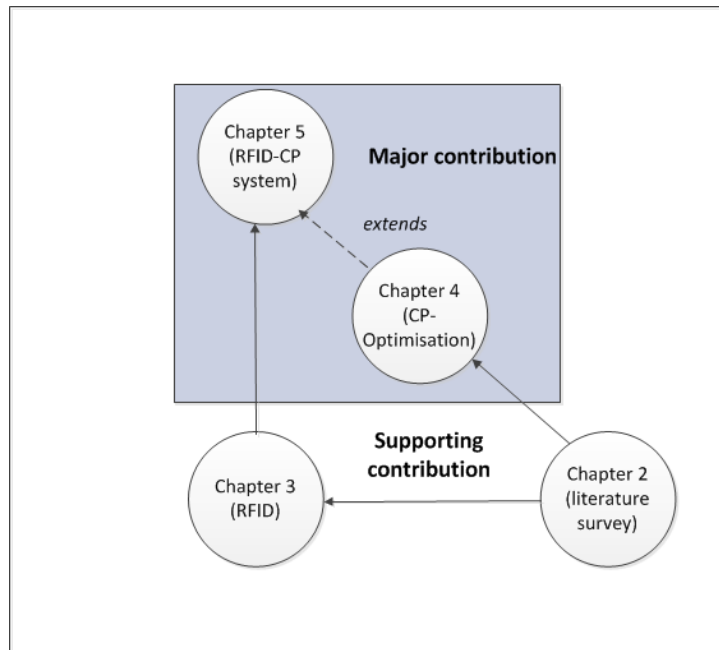 Chapter 5
(RFID-CP
system)
Major contribution
extends
Chapter 4
(CP-
Optimisation)
Supporting
contribution
Chapter 3
(RFID)
Chapter 2
(literature
survey)